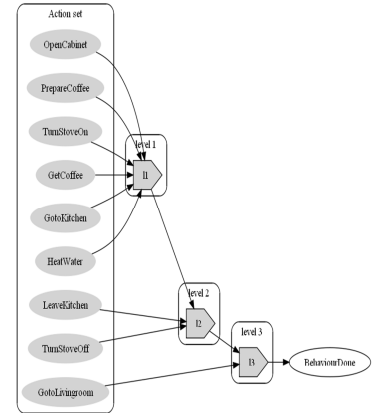 Action set
OpenCabinet
PrepareCoffee
TurnStoveOn
level 1
l1
GetCoffee
GotoKitchen
HeatWater
LeaveKitchen
level 2
l2
TurnStoveOff
level 3
l3
BehaviourDone
GotoLivingroom